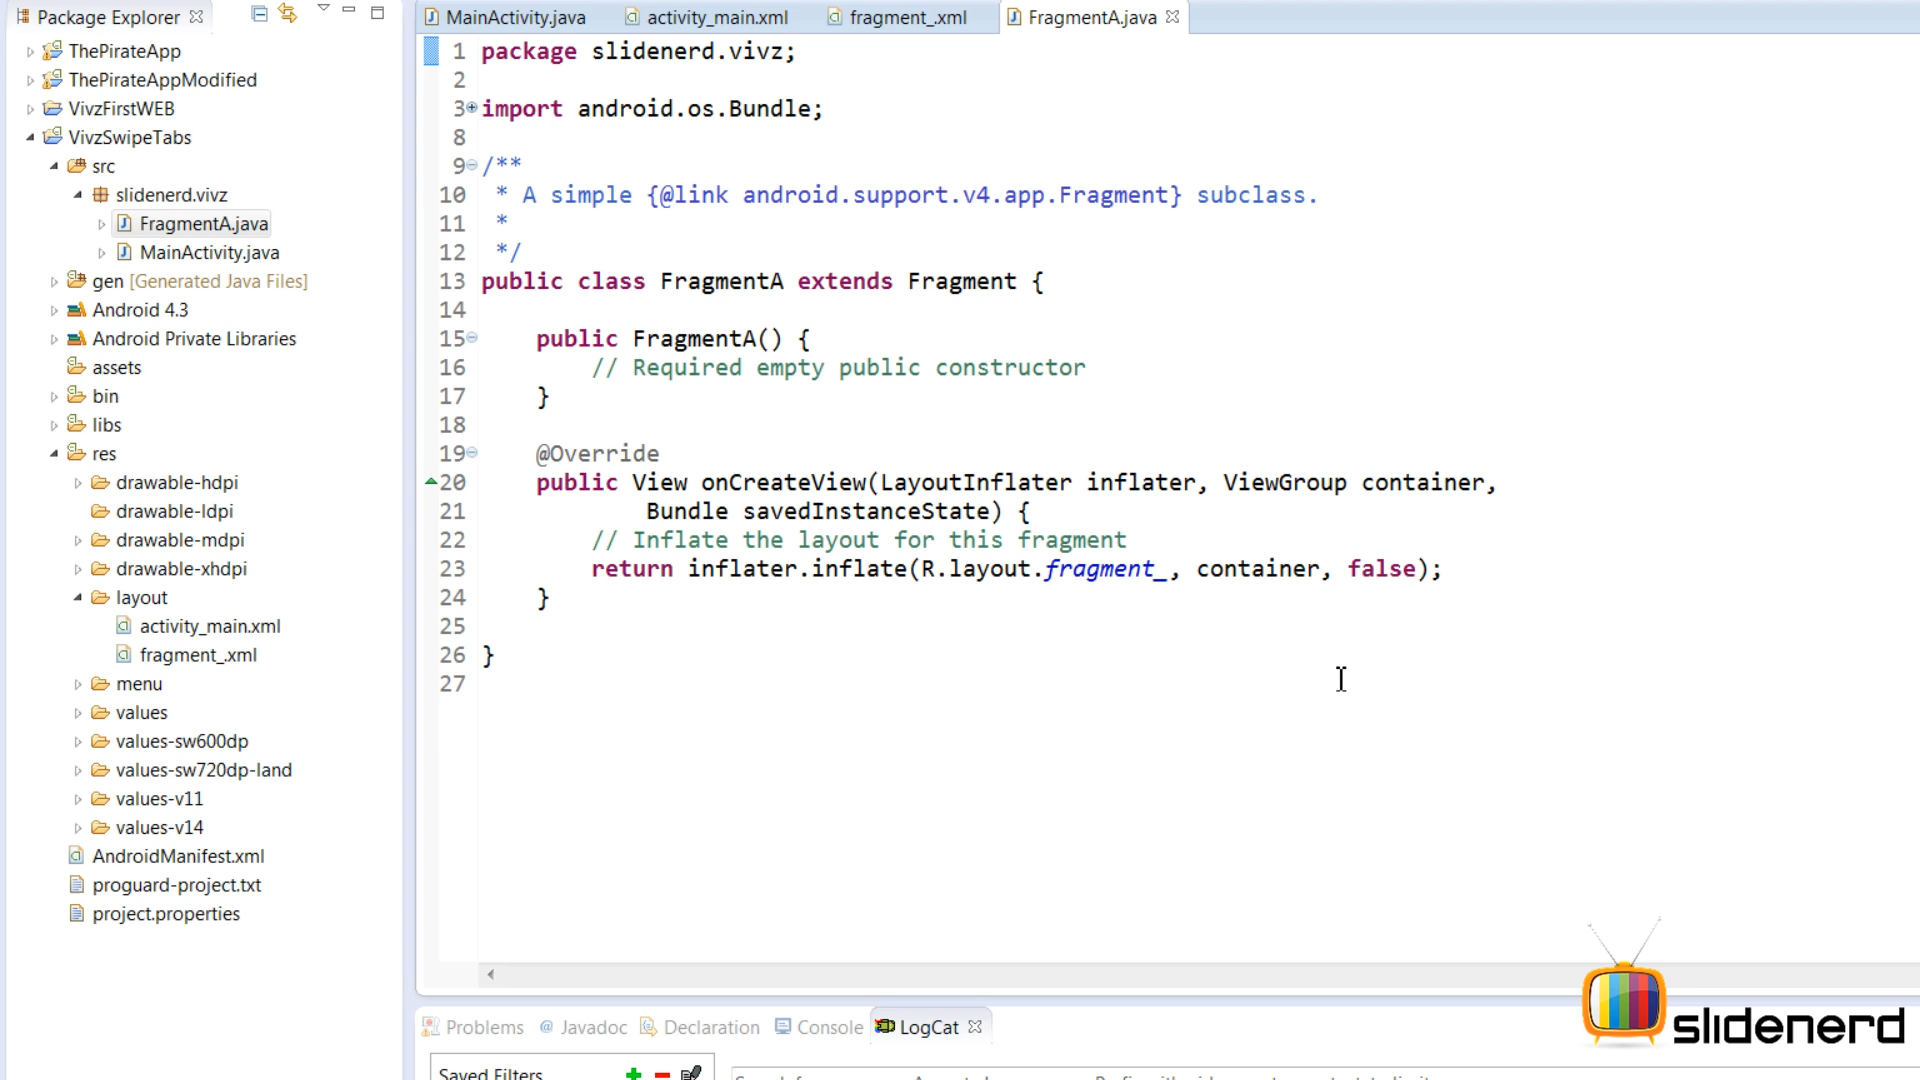 Package Explorer
ThePirateApp
ThePirateAppModified
VivzFirstWEB
VivzSwipeTabs
src
slidenerd.vivz
FragmentA.java
MainActivity.java
gen [Generated Java Files]
Android 4.3
Android Private Libraries
assets
bin
libs
res
drawable-hdpi
drawable-ldpi
drawable-mdpi
drawable-xhdpi
layout
activity_main.xml
fragment_.xml
menu
values
values-sw600dp
values-sw720dp-land
values-v11
values-v14
AndroidManifest.xml
proguard-project.txt
project.properties
MainActivity.java activity_main.xml fragment_.xml FragmentA.java
1 package slidenerd.vivz;
2
3 import android.os.Bundle;
8
9 /**
10 * A simple {@link android.support.v4.app.Fragment} subclass.
11 *
12 */
13 public class FragmentA extends Fragment {
14
15 public FragmentA() {
16 // Required empty public constructor
17 }
18
19 @Override
20 public View onCreateView(LayoutInflater inflater, ViewGroup container,
21 Bundle savedInstanceState) {
22 // Inflate the layout for this fragment
23 return inflater.inflate(R.layout.fragment_, container, false);
24 }
25
26 }
27
Problems @ Javadoc Declaration Console LogCat
Saved Filters
slidenerd